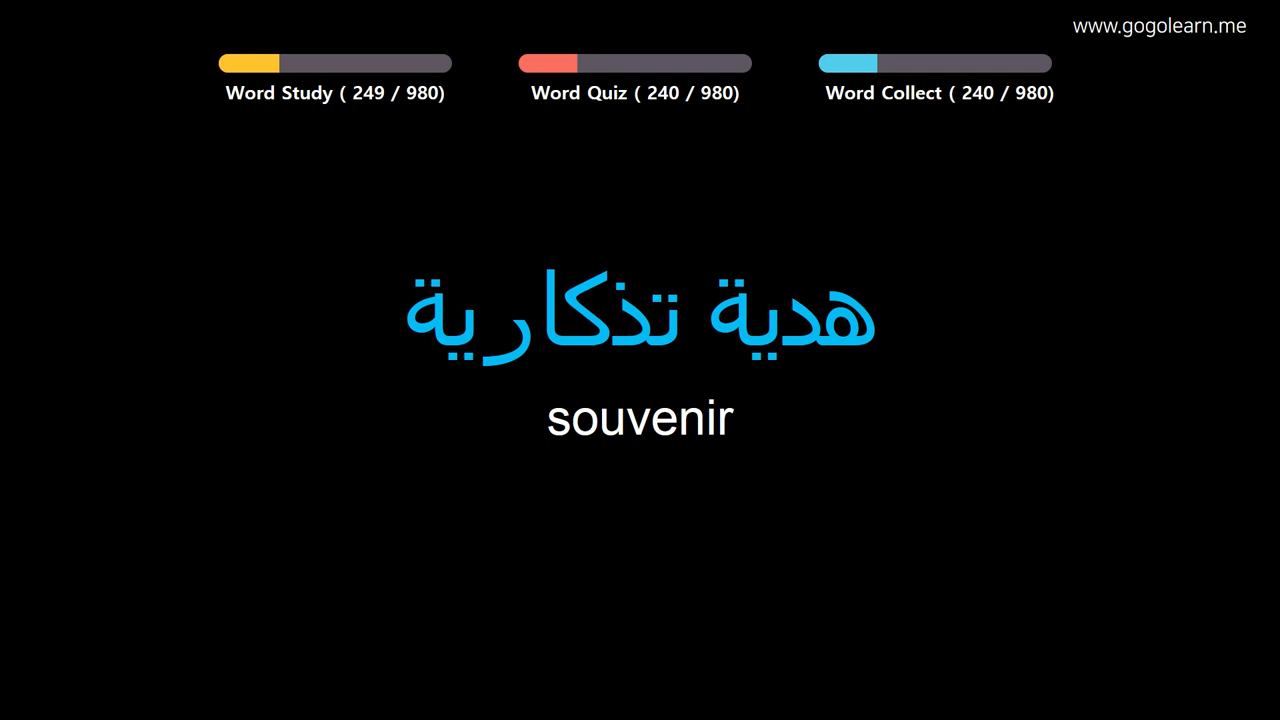 www.gogolearn.me
Word Study ( 249 / 980)
Word Quiz ( 240 / 980)
Word Collect ( 240 / 980)
هدية تذكارية
souvenir